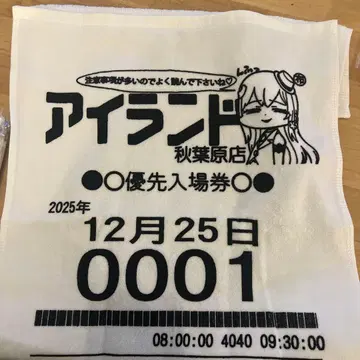 注意事項が多いのでよく読んで下さいね♡
アイランド
秋葉原店
●○優先入場券○●
2025年
12月25日
0001
08:00:00 4040 09:30:00